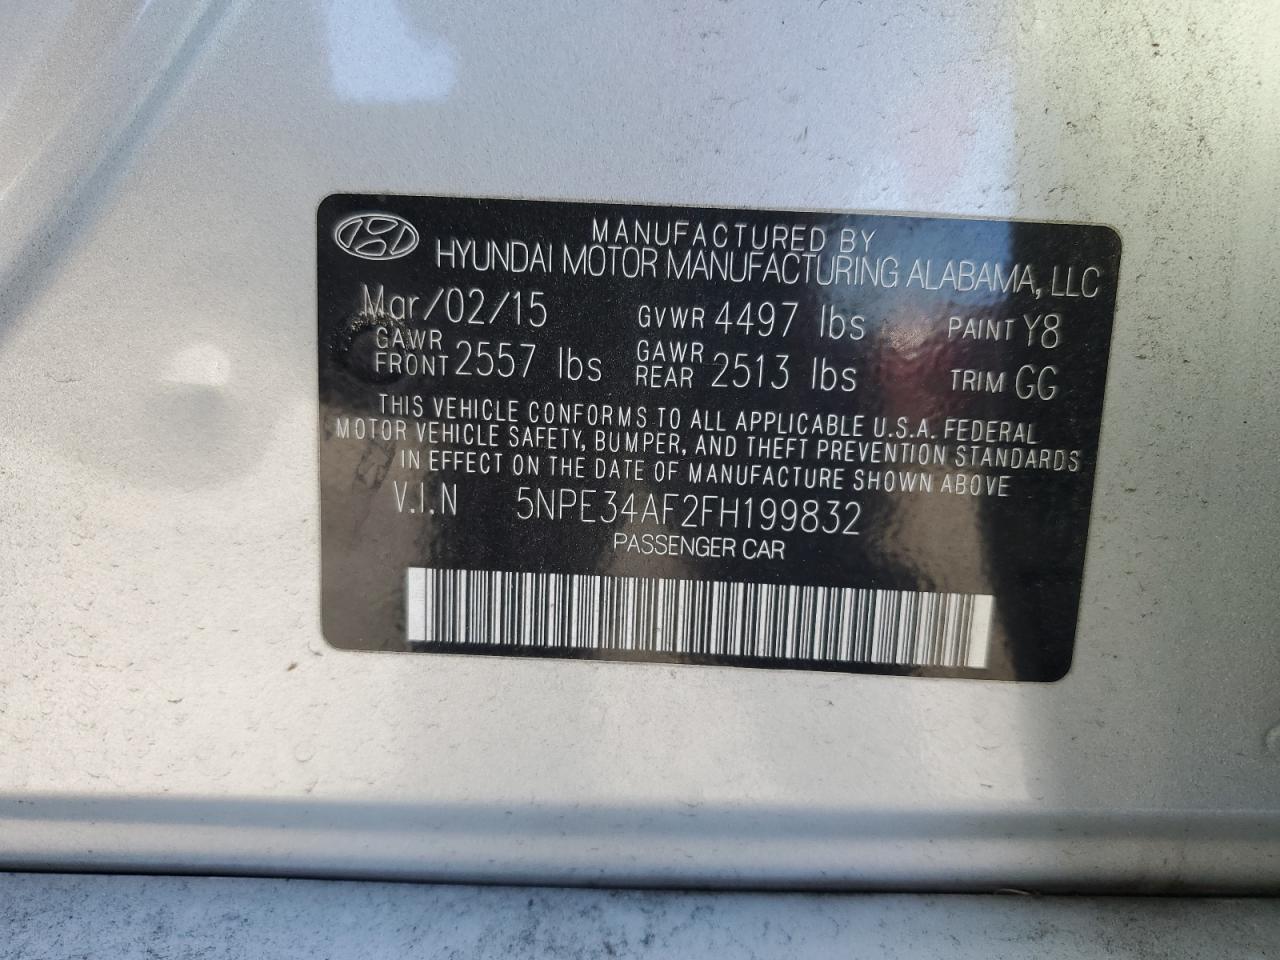 MANUFACTURED BY
HYUNDAI MOTOR MANUFACTURING ALABAMA, LLC
Mar/02/15 GVWR 4497 lbs PAINT Y8
GAWR FRONT 2557 lbs GAWR REAR 2513 lbs TRIM GG
THIS VEHICLE CONFORMS TO ALL APPLICABLE U.S.A. FEDERAL
MOTOR VEHICLE SAFETY, BUMPER, AND THEFT PREVENTION STANDARDS
IN EFFECT ON THE DATE OF MANUFACTURE SHOWN ABOVE
V.I.N 5NPE34AF2FH199832
PASSENGER CAR